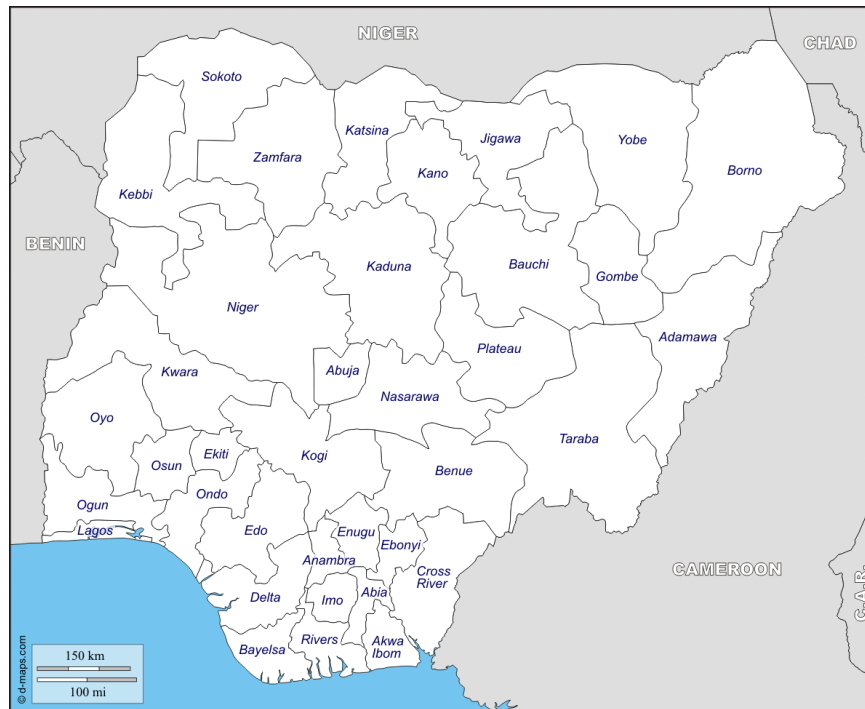 NIGER
CHAD
Sokoto
Katsina
Jigawa
Yobe
Zamfara
Kano
Borno
Kebbi
BENIN
Kaduna
Bauchi
Gombe
Niger
Adamawa
Plateau
Kwara
Abuja
Nasarawa
Oyo
Taraba
Osun
Ekiti
Kogi
Benue
Ogun
Ondo
Lagos
Edo
Enugu
Ebonyi
Anambra
Cross
River
CAMEROON
C.A.R.
Delta
Imo
Abia
Bayelsa
Rivers
Akwa
Ibom
150 km
100 mi
© d-maps.com